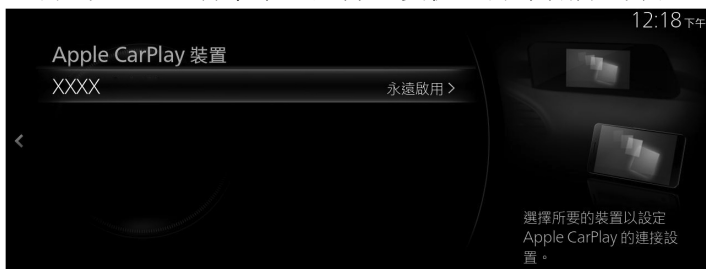 12:18下午
Apple CarPlay 裝置
XXXX 永遠啟用
選擇所要的裝置以設定
Apple CarPlay 的連接設
置。